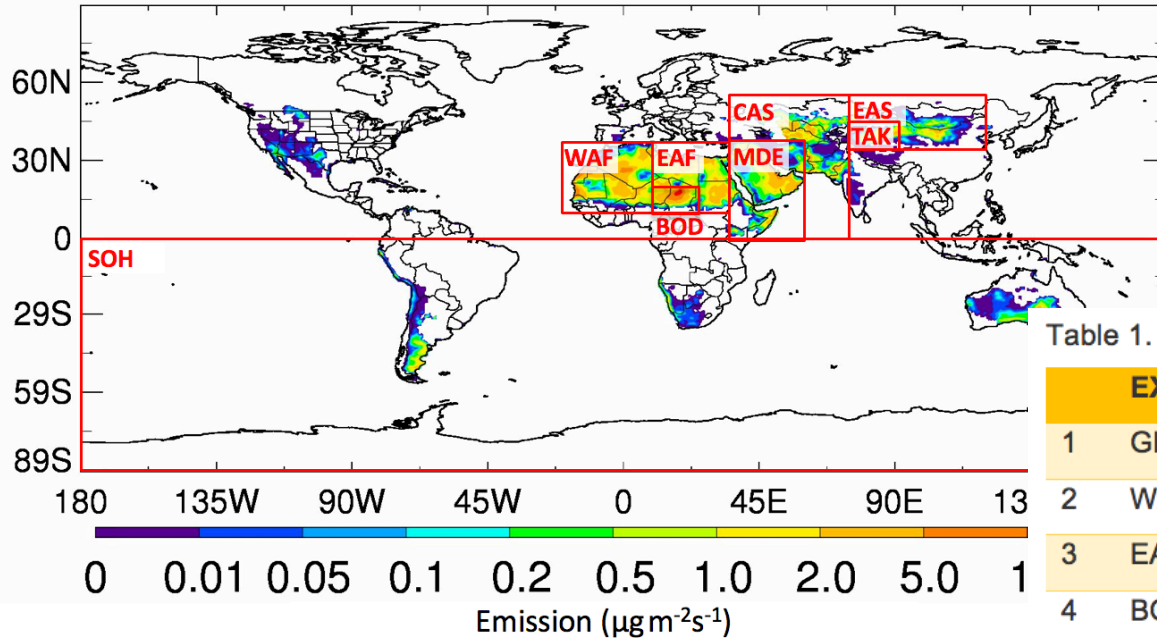 60N
30N
0
29S
59S
89S
CAS
EAS
TAK
WAF
EAF
MDE
BOD
SOH
180 135W 90W 45W 0 45E 90E
0 0.01 0.05 0.1 0.2 0.5 1.0 2.0 5.0
Emission (µg m⁻²s⁻¹)
Table 1.
1
2
3
4